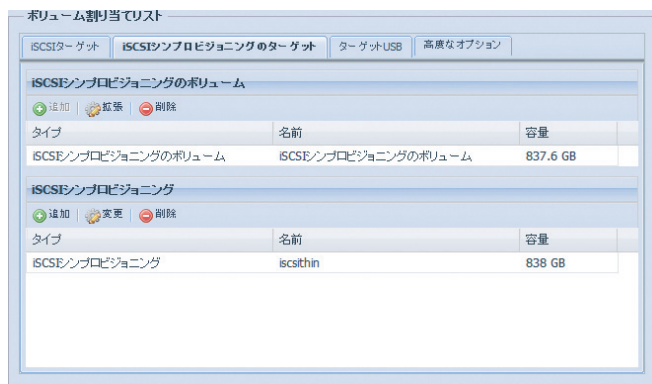 ボリューム割り当てリスト
iSCSIターゲット iSCSIシンプロビジョニングのターゲット ターゲットUSB 高度なオプション
iSCSIシンプロビジョニングのボリューム
追加 拡張 削除
タイプ 名前 容量
iSCSIシンプロビジョニングのボリューム iSCSIシンプロビジョニングのボリューム 837.6 GB
iSCSIシンプロビジョニング
追加 変更 削除
タイプ 名前 容量
iSCSIシンプロビジョニング iscsithin 838 GB